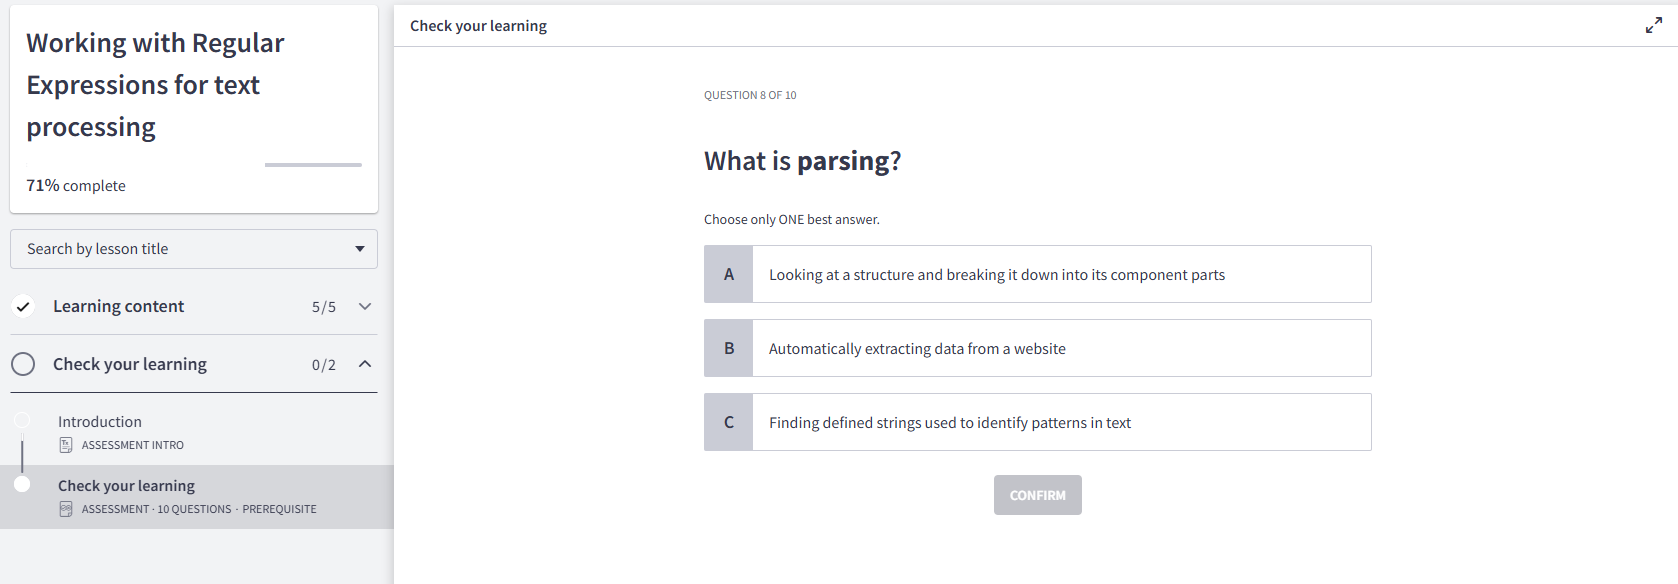 Working with Regular
Expressions for text
processing
71% complete
Search by lesson title
Learning content 5/5
Check your learning 0/2
Introduction
ASSESSMENT INTRO
Check your learning
ASSESSMENT · 10 QUESTIONS · PREREQUISITE
Check your learning
QUESTION 8 OF 10
What is parsing?
Choose only ONE best answer.
A Looking at a structure and breaking it down into its component parts
B Automatically extracting data from a website
C Finding defined strings used to identify patterns in text
CONFIRM